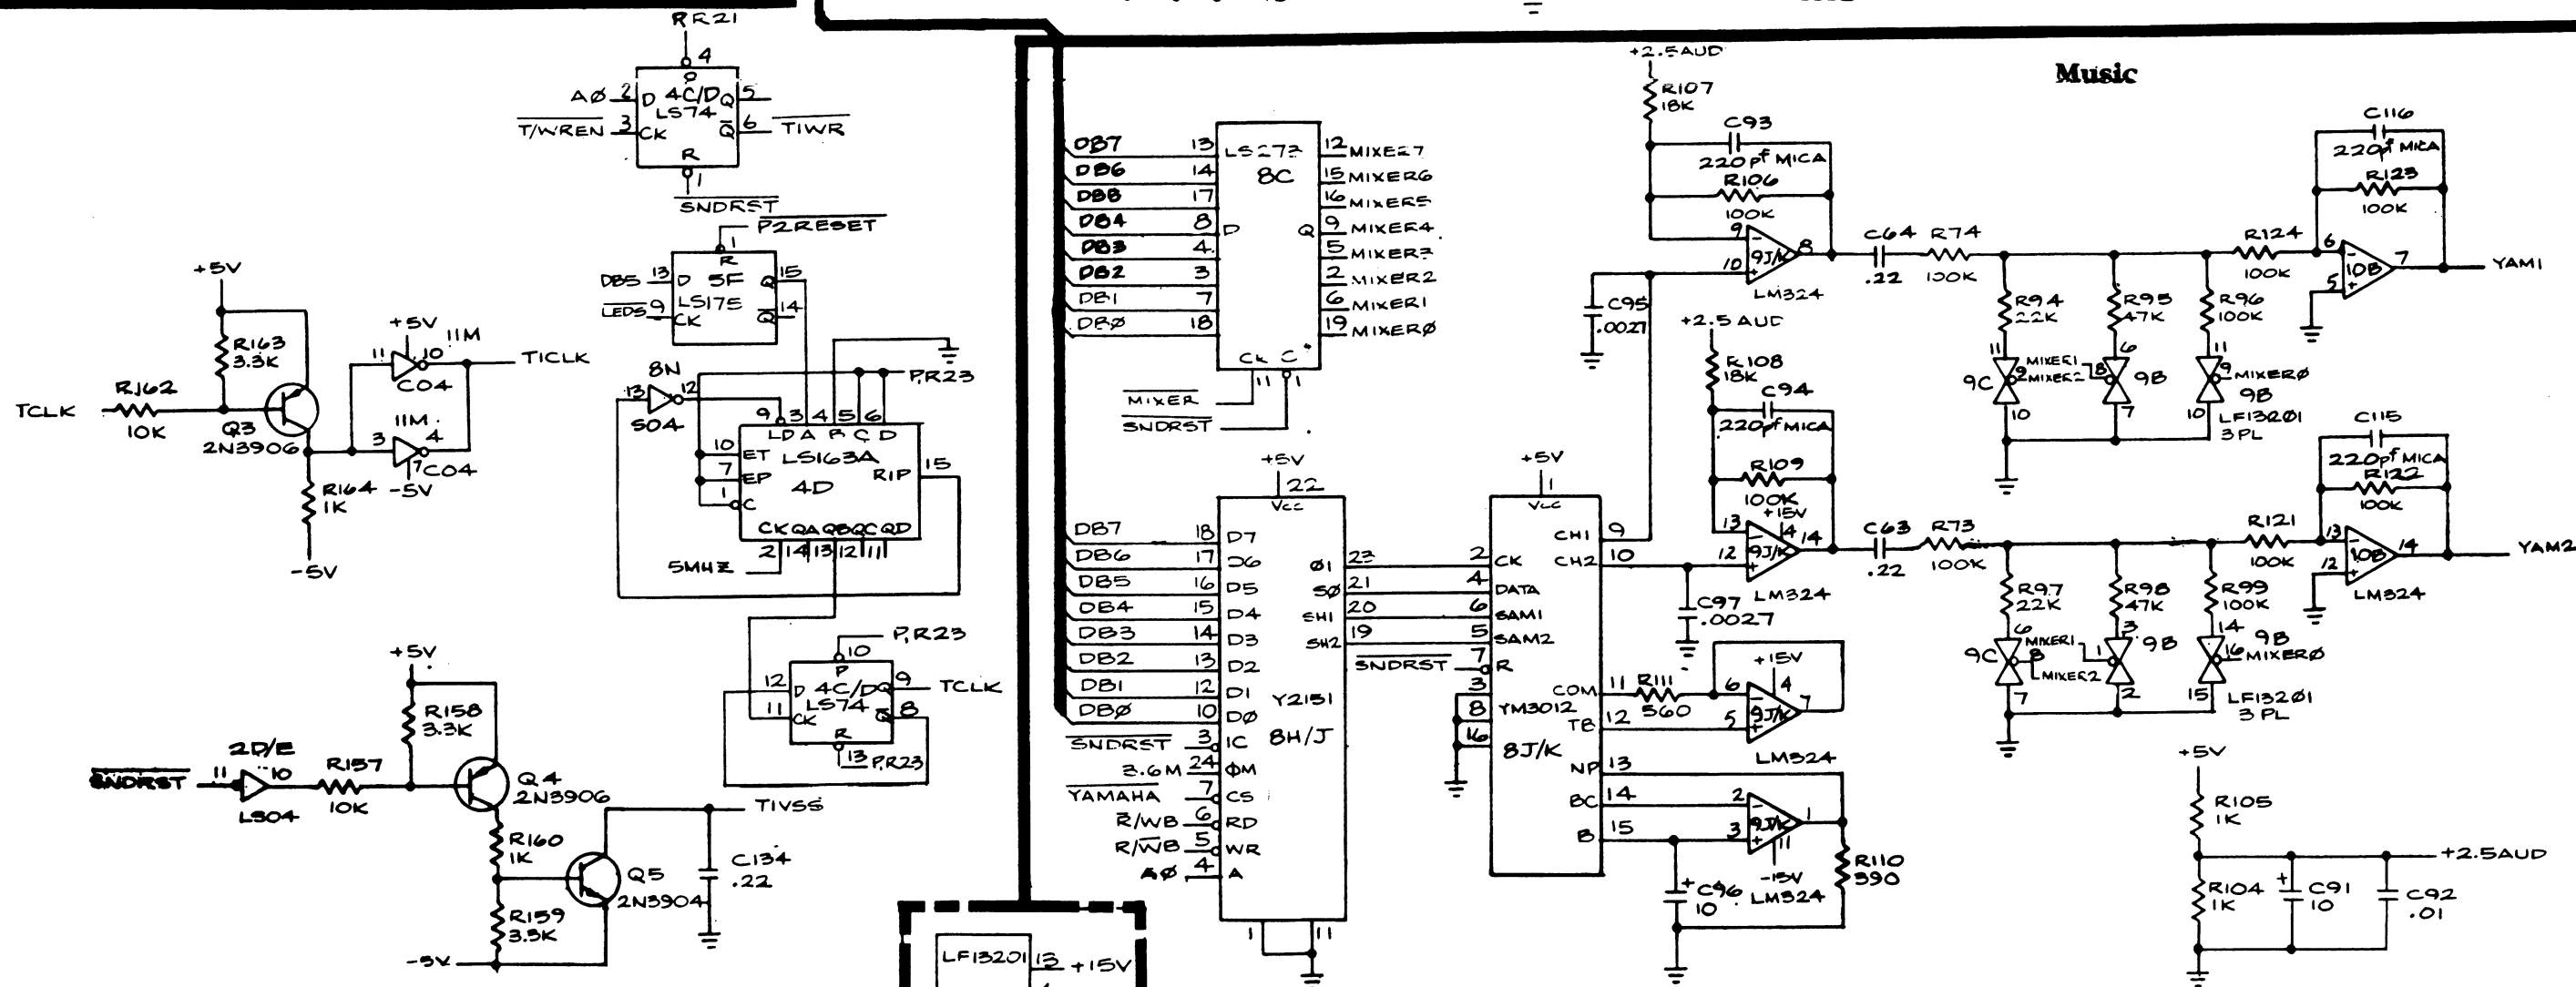 Music
PR21
4
P
AØ 2 D 4C/D Q 5
LS74
T/WREN 3 CK Q 6 TIWR
R
1
SNDRST
P2RESET
1
R
DB5 13 D 5F Q 15
LS175
LEDS 9 CK Q 14
8N
13 12
S04
P,R23
9 3 4 5 6
LD A B C D
10 ET LS163A
7 EP RIP 15
1 C 4D
CK QA QB QC QD
2 14 13 12 11
5MHZ
P,R23
10
P
12 D 4C/D Q 9 TCLK
11 CK LS74 Q 8
R
13 P,R23
+5V
R163
3.3K
+5V
11M
11 10 TICLK
C04
R162
TCLK
10K
Q3
2N3906
11M
3 4
7 C04
-5V
R164
1K
-5V
+5V
R158
3.3K
2D/E
SNDRST 11 10
LS04
R157
10K
Q4
2N3906
TIVSS
R160
1K
Q5
2N3904
C134
.22
R159
3.3K
-5V
DB7 13 LS273 12 MIXER7
DB6 14 8C 15 MIXER6
DB5 17 16 MIXER5
DB4 8 D Q 9 MIXER4
DB3 4 5 MIXER3
DB2 3 2 MIXER2
DB1 7 6 MIXER1
DBØ 18 19 MIXERØ
CK C
11 1
MIXER
SNDRST
+5V
22
VCC
DB7 18 D7
DB6 17 D6
DB5 16 D5
DB4 15 D4
DB3 14 D3
DB2 13 D2
DB1 12 D1
DBØ 10 DØ
Ø1 23
SØ 21
SH1 20
SH2 19
Y2151
8H/J
SNDRST 3 IC
3.6M 24 ΦM
YAMAHA 7 CS
R/WB 6 RD
R/WB 5 WR
AØ 4 A
1 11
LF13201 13 +15V
+5V
1
VCC
2 CK
4 DATA
6 SAM1
5 SAM2
SNDRST 7 R
3
8
16
YM3012
8J/K
CH1 9
CH2 10
COM 11
TB 12
NP 13
BC 14
B 15
+2.5AUD
R107
18K
C93
220pf MICA
R106
100K
9
10 9J/K 8
LM324
C95
.0027
+2.5 AUD
R108
18K
C94
220pf MICA
R109
100K
+15V
13 4
12 9J/K 14
LM324
C97
.0027
R111
560
+15V
6 4
5 9J/K 7
LM324
2
3 9J/K 1
11
-15V
LM324
C96
10
R110
390
C64
.22
R74
100K
R94
22K
R95
47K
R96
100K
R124
100K
C116
220pf MICA
R123
100K
6
5 10B 7 YAM1
11 6 11
MIXER1
9 MIXER2 8
9 MIXERØ
9C 9B 9B
10 7 10
LF13201
3 PL
C63
.22
R73
100K
R97
22K
R98
47K
R99
100K
R121
100K
C115
220pf MICA
R122
100K
13
12 10B 14 YAM2
LM324
6 3 14
MIXER1 1
8 MIXER2
16 MIXERØ
9C 9B 9B
7 2 15
LF13201
3 PL
+5V
R105
1K
+2.5AUD
R104
1K
C91
10
C92
.01